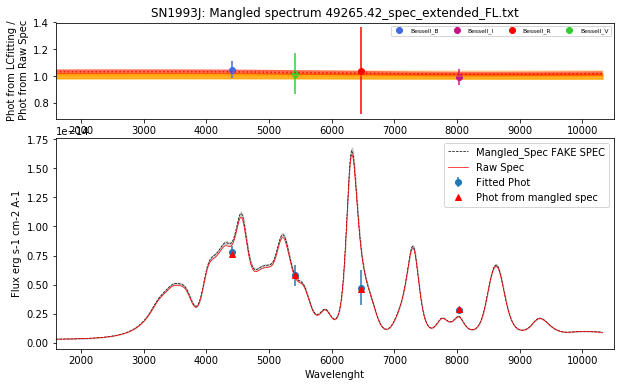 SN1993J: Mangled spectrum 49265.42_spec_extended_FL.txt
Phot from LCfitting /
Phot from Raw Spec
1.4
1.2
1.0
0.8
Bessell_B
Bessell_I
Bessell_R
Bessell_V
2000 3000 4000 5000 6000 7000 8000 9000 10000
1e−14
Flux erg s-1 cm-2 A-1
1.75
1.50
1.25
1.00
0.75
0.50
0.25
0.00
Mangled_Spec FAKE SPEC
Raw Spec
Fitted Phot
Phot from mangled spec
2000 3000 4000 5000 6000 7000 8000 9000 10000
Wavelenght